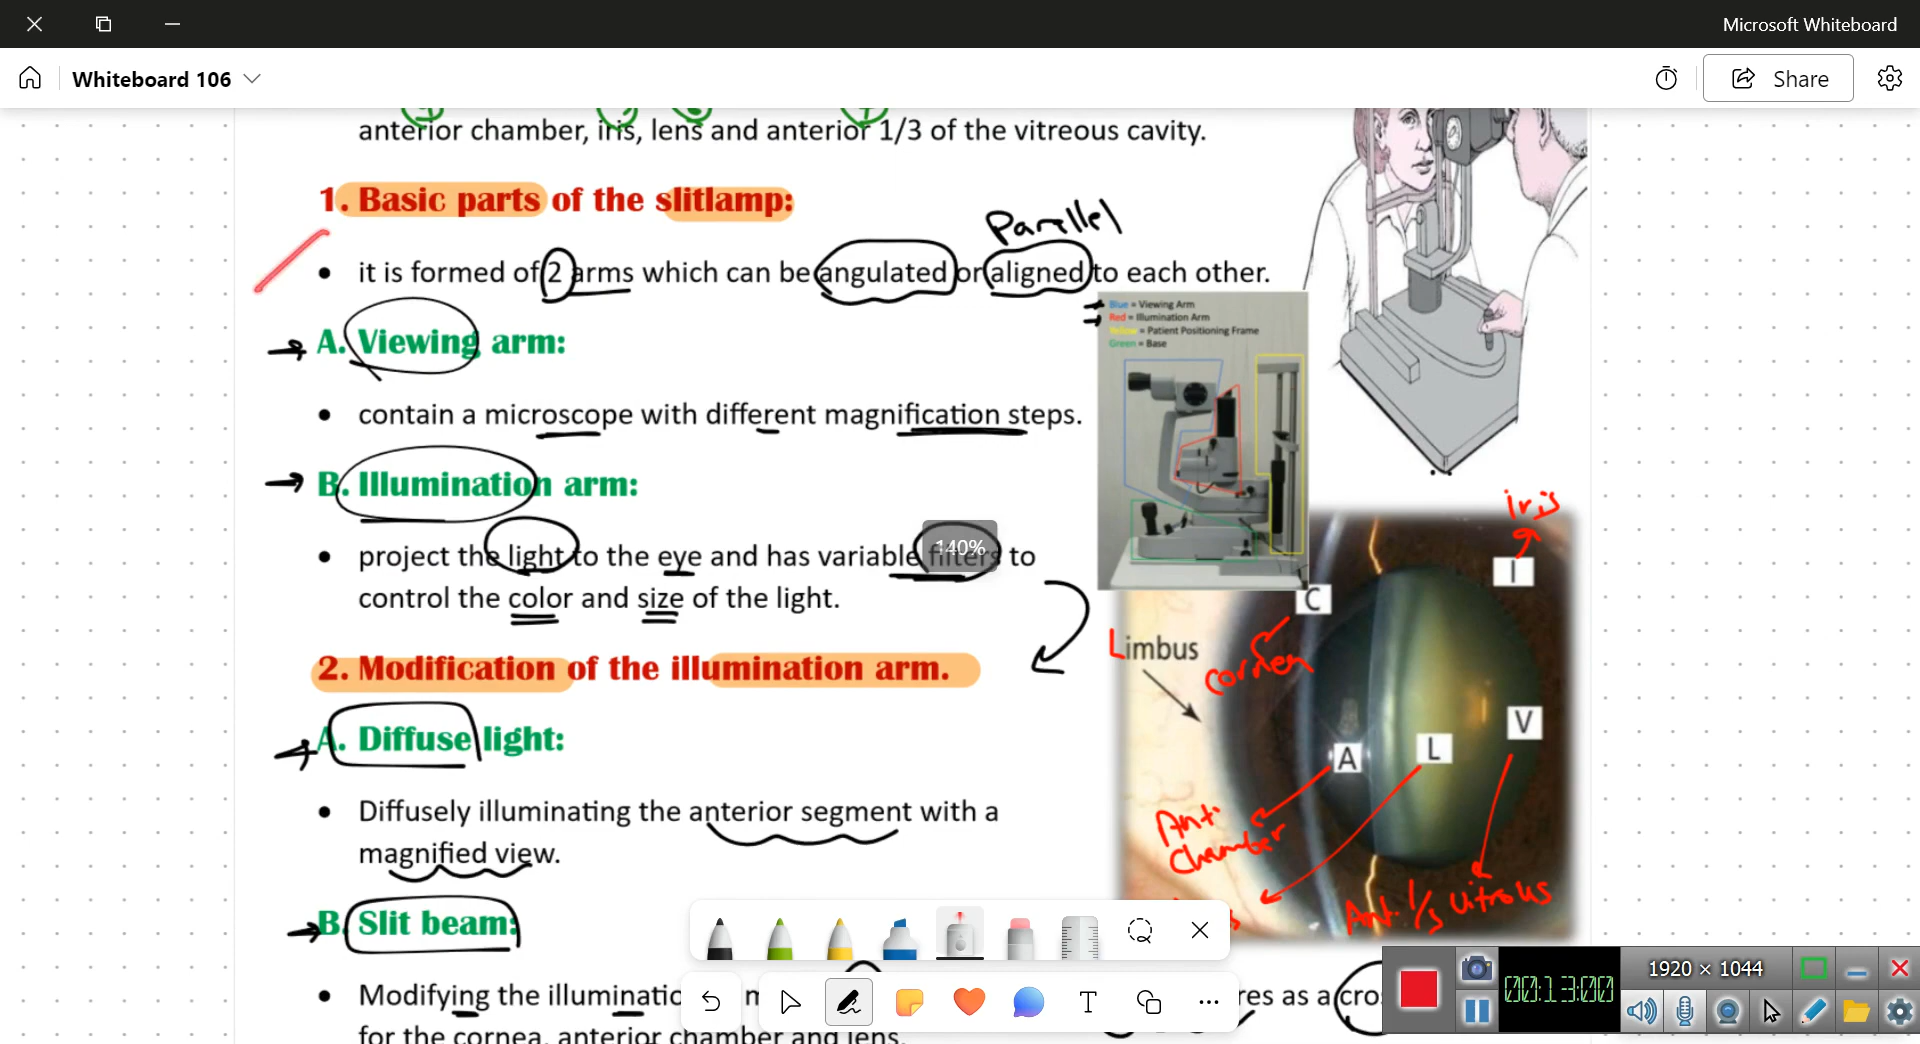 Microsoft Whiteboard
Whiteboard 106
Share
anterior chamber, iris, lens and anterior 1/3 of the vitreous cavity.
1. Basic parts of the slitlamp:
Parallel
• it is formed of 2 arms which can be angulated or aligned to each other.
Blue = Viewing Arm
Red = Illumination Arm
Yellow = Patient Positioning Frame
Green = Base
A. Viewing arm:
• contain a microscope with different magnification steps.
B. Illumination arm:
• project the light to the eye and has variable filters to
140%
control the color and size of the light.
iris
I
C
Limbus
cornea
2. Modification of the illumination arm.
A. Diffuse light:
V
L
A
Ant.
chamber
• Diffusely illuminating the anterior segment with a
magnified view.
Ant. 1/3 vitrous
B. Slit beam:
• Modifying the
res as a
for the cornea, anterior chamber and lens.
1920 × 1044
00:13:00